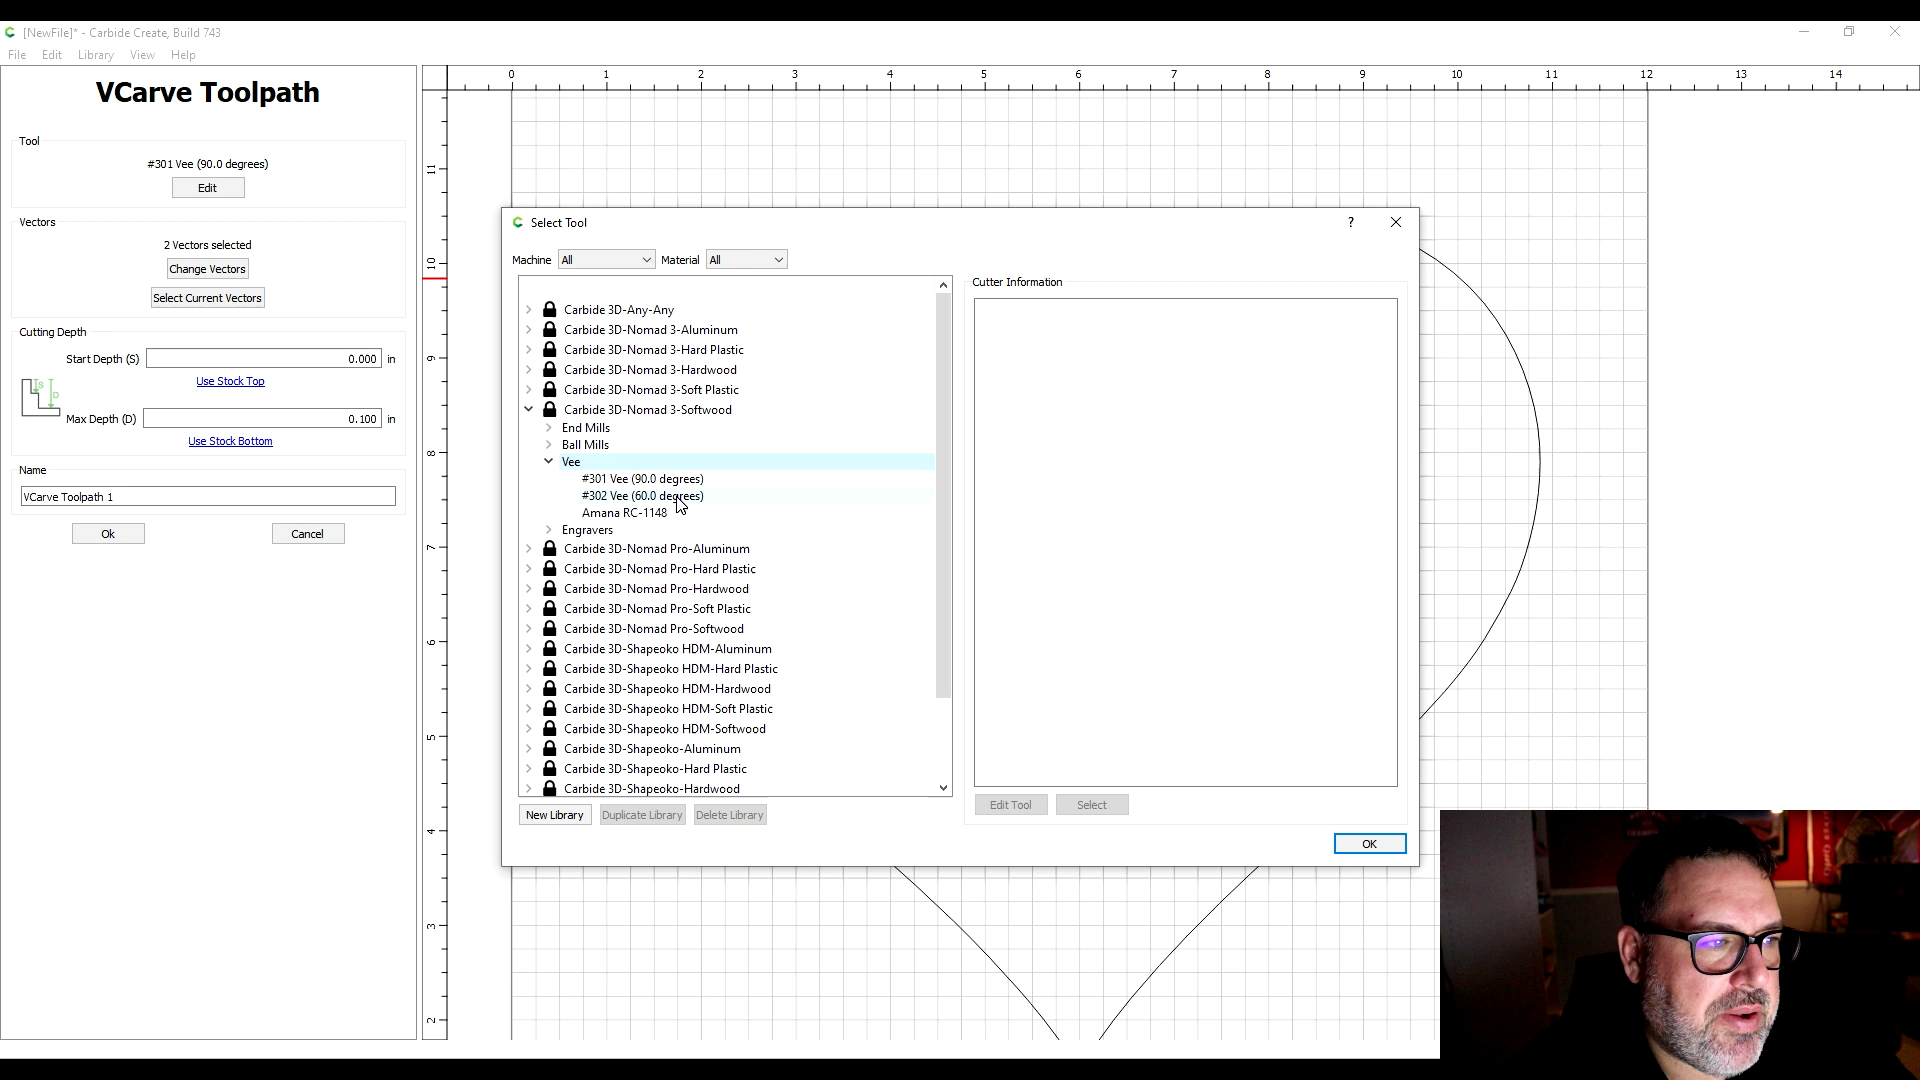 [NewFile]* - Carbide Create, Build 743
File Edit Library View Help
VCarve Toolpath
Tool
#301 Vee (90.0 degrees)
Edit
Vectors
2 Vectors selected
Change Vectors
Select Current Vectors
Cutting Depth
Start Depth (S) 0.000 in
Use Stock Top
S
D
Max Depth (D) 0.100 in
Use Stock Bottom
Name
VCarve Toolpath 1
Ok Cancel
0 1 2 3 4 5 6 7 8 9 10 11 12 13 14
11
10
9
8
7
6
5
4
3
2
Select Tool ?
Machine All Material All
Carbide 3D-Any-Any
Carbide 3D-Nomad 3-Aluminum
Carbide 3D-Nomad 3-Hard Plastic
Carbide 3D-Nomad 3-Hardwood
Carbide 3D-Nomad 3-Soft Plastic
Carbide 3D-Nomad 3-Softwood
End Mills
Ball Mills
Vee
#301 Vee (90.0 degrees)
#302 Vee (60.0 degrees)
Amana RC-1148
Engravers
Carbide 3D-Nomad Pro-Aluminum
Carbide 3D-Nomad Pro-Hard Plastic
Carbide 3D-Nomad Pro-Hardwood
Carbide 3D-Nomad Pro-Soft Plastic
Carbide 3D-Nomad Pro-Softwood
Carbide 3D-Shapeoko HDM-Aluminum
Carbide 3D-Shapeoko HDM-Hard Plastic
Carbide 3D-Shapeoko HDM-Hardwood
Carbide 3D-Shapeoko HDM-Soft Plastic
Carbide 3D-Shapeoko HDM-Softwood
Carbide 3D-Shapeoko-Aluminum
Carbide 3D-Shapeoko-Hard Plastic
Carbide 3D-Shapeoko-Hardwood
New Library Duplicate Library Delete Library
Cutter Information
Edit Tool Select
OK